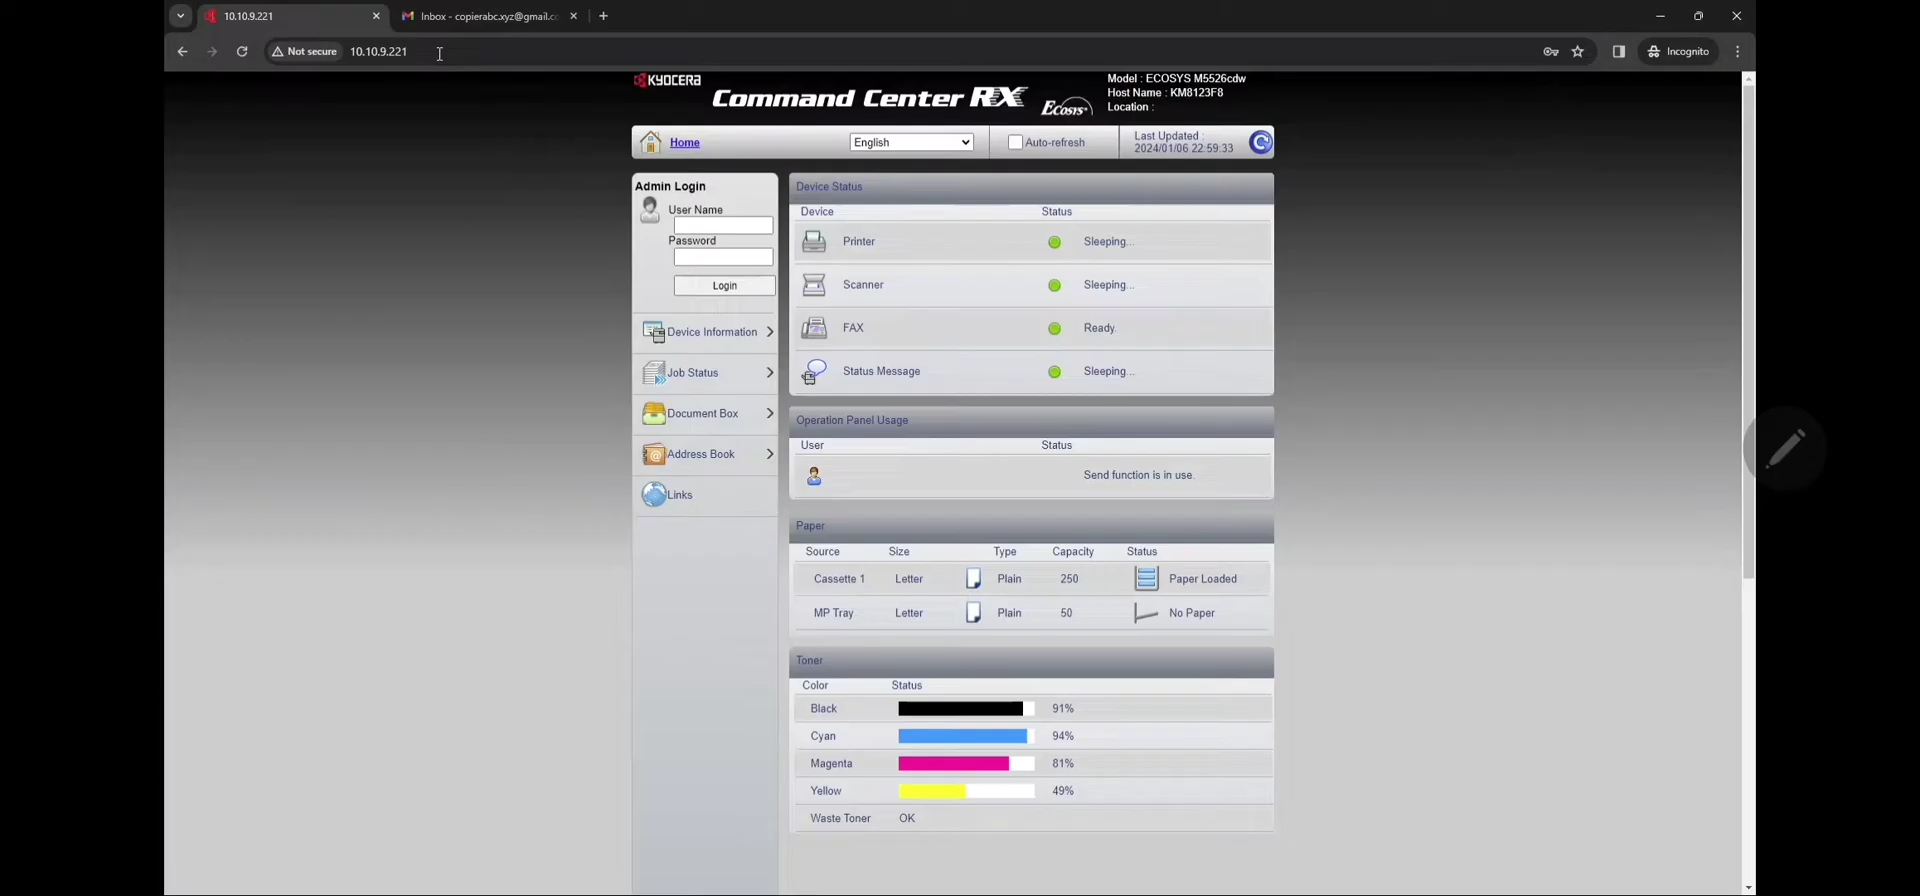 10.10.9.221
Inbox - copierabc.xyz@gmail.c
Not secure
10.10.9.221
Incognito
KYOCERA
Command Center RX
Ecosys
Model : ECOSYS M5526cdw
Host Name : KM8123F8
Location :
Home
English
Auto-refresh
Last Updated :
2024/01/06 22:59:33
Admin Login
User Name
Password
Login
Device Information
Job Status
Document Box
Address Book
Links
Device Status
Device Status
Printer Sleeping...
Scanner Sleeping...
FAX Ready.
Status Message Sleeping...
Operation Panel Usage
User Status
Send function is in use.
Paper
Source Size Type Capacity Status
Cassette 1 Letter Plain 250 Paper Loaded
MP Tray Letter Plain 50 No Paper
Toner
Color Status
Black 91%
Cyan 94%
Magenta 81%
Yellow 49%
Waste Toner OK